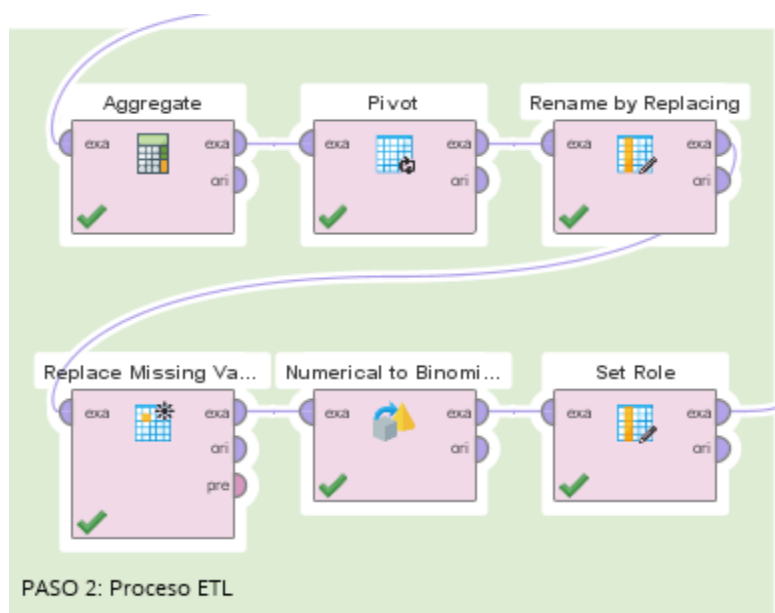 Aggregate
exa exa
ori
Pivot
exa exa
ori
Rename by Replacing
exa exa
ori
Replace Missing Va...
exa exa
ori
pre
Numerical to Binomi...
exa exa
ori
Set Role
exa exa
ori
PASO 2: Proceso ETL